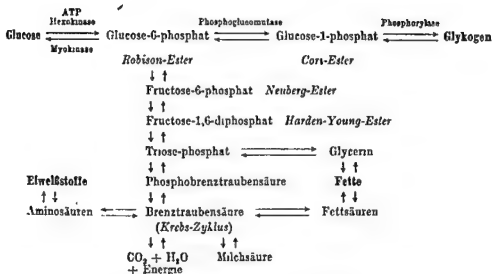 ATP
Hexokinase Phosphoglucomutase Phosphorylase
Glucose Glucose-6-phosphat Glucose-1-phosphat Glykogen
Myokinase
Robison-Ester Cori-Ester
Fructose-6-phosphat Neuberg-Ester
Fructose-1,6-diphosphat Harden-Young-Ester
Triose-phosphat Glycerin
Eiweißstoffe Phosphobrenztraubensäure Fette
Aminosäuren Brenztraubensäure Fettsäuren
(Krebs-Zyklus)
CO₂ + H₂O Milchsäure
+ Energie